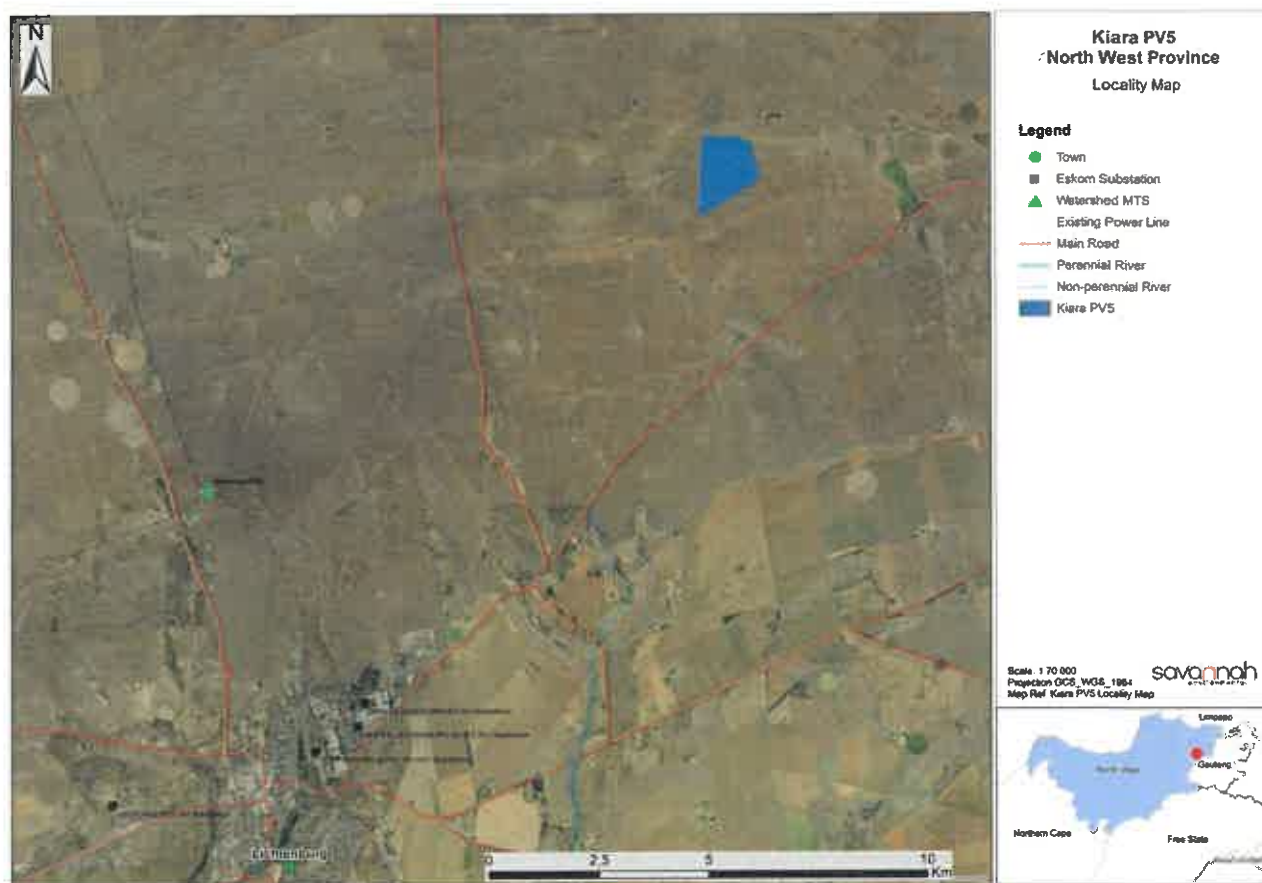 N
Kiara PV5
North West Province
Locality Map
Legend
Town
Eskom Substation
Watershed MTS
Existing Power Line
Main Road
Perennial River
Non-perennial River
Kiara PV5
Lichtenburg
0 2.5 5 10
Km
Scale 1 70 000
Projection GCS_WGS_1984
Map Ref Kiara PV5 Locality Map
savannah
environmental
Limpopo
North West
Gauteng
Northern Cape
Free State